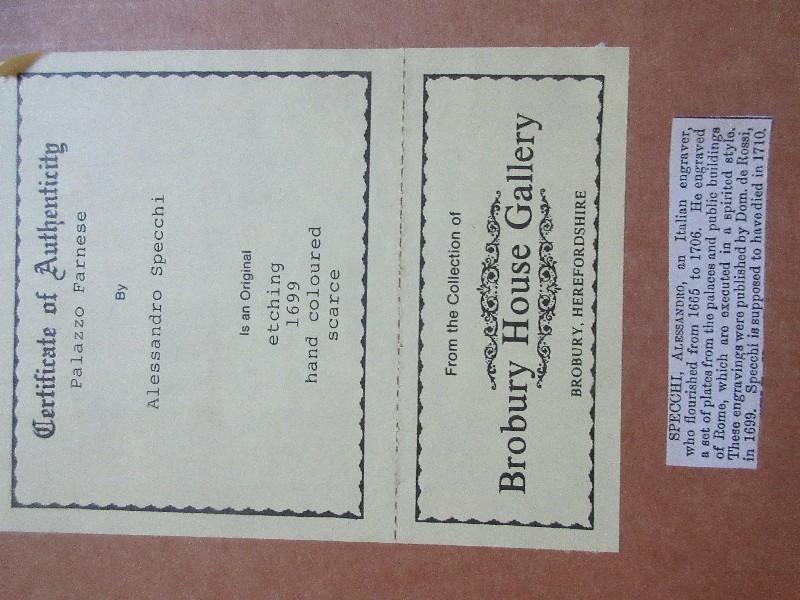 Certificate of Authenticity
Palazzo Farnese
By
Alessandro Specchi
Is an Original
etching
1699
hand coloured
scarce
From the Collection of
Brobury House Gallery
BROBURY, HEREFORDSHIRE
SPECCHI, ALESSANDRO, an Italian engraver,
who flourished from 1665 to 1706. He engraved
a set of plates from the palaces and public buildings
of Rome, which are executed in a spirited style.
These engravings were published by Dom. de Rossi,
in 1699. Specchi is supposed to have died in 1710.